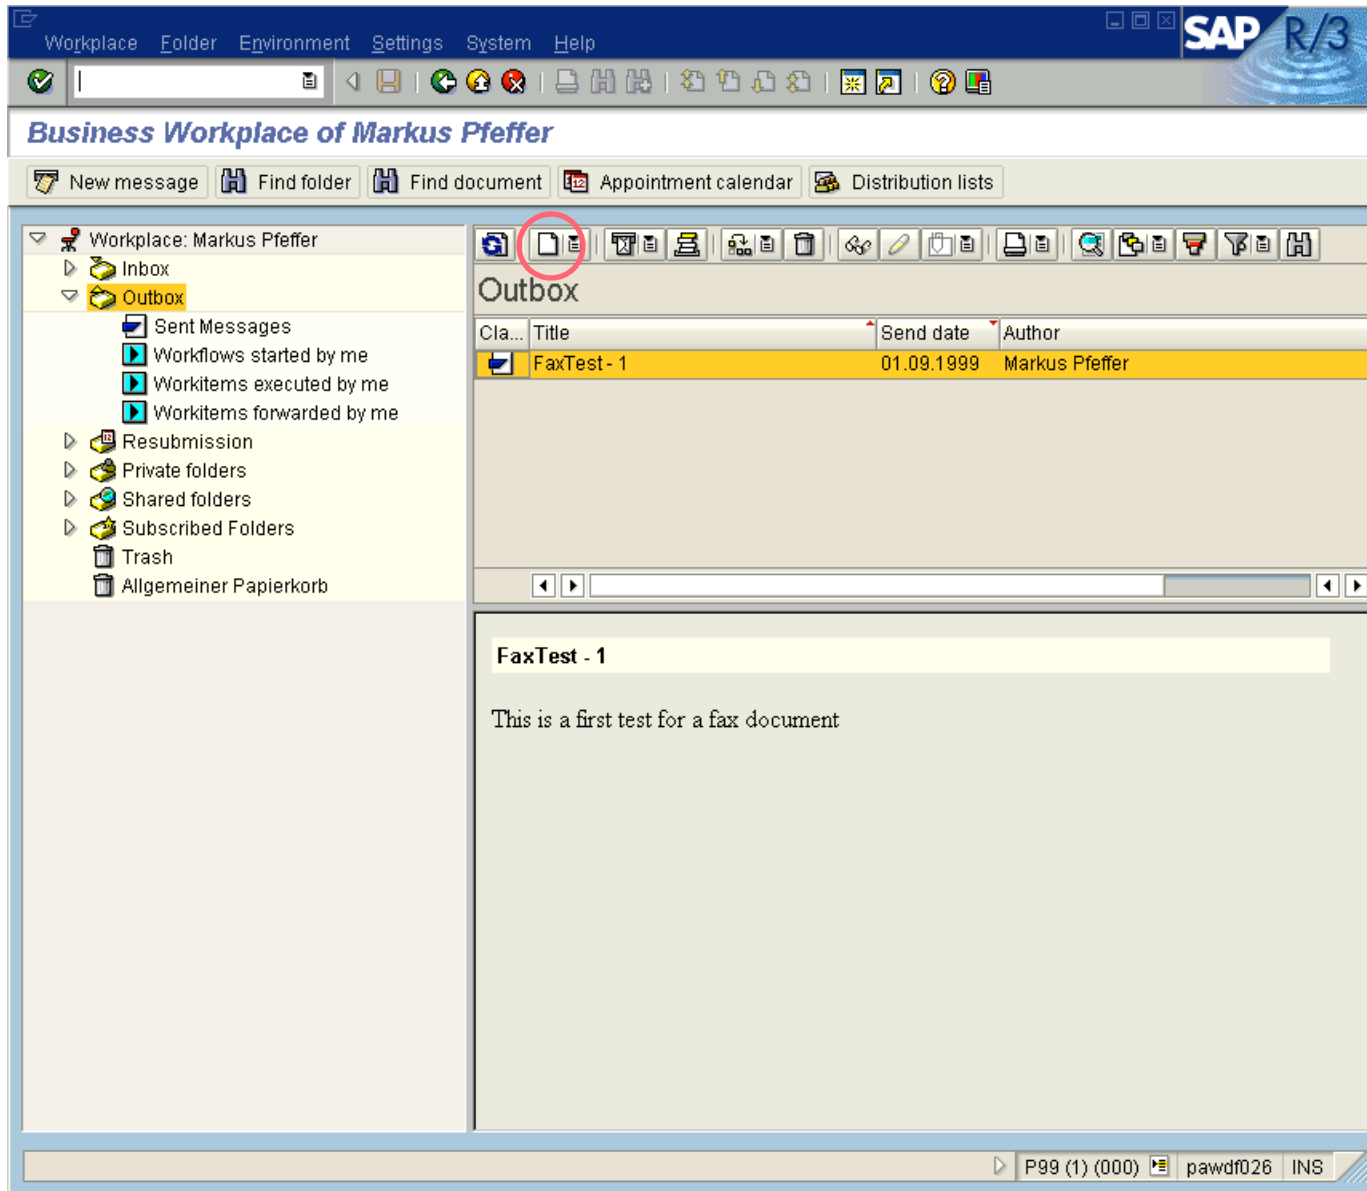 Workplace Folder Environment Settings System Help
SAP R/3
Business Workplace of Markus Pfeffer
New message Find folder Find document 12 Appointment calendar Distribution lists
Workplace: Markus Pfeffer
Inbox
Outbox
Sent Messages
Workflows started by me
Workitems executed by me
Workitems forwarded by me
Resubmission
Private folders
Shared folders
Subscribed Folders
Trash
Allgemeiner Papierkorb
Outbox
Cla... Title Send date Author
FaxTest - 1 01.09.1999 Markus Pfeffer
FaxTest - 1
This is a first test for a fax document
P99 (1) (000) pawdf026 INS